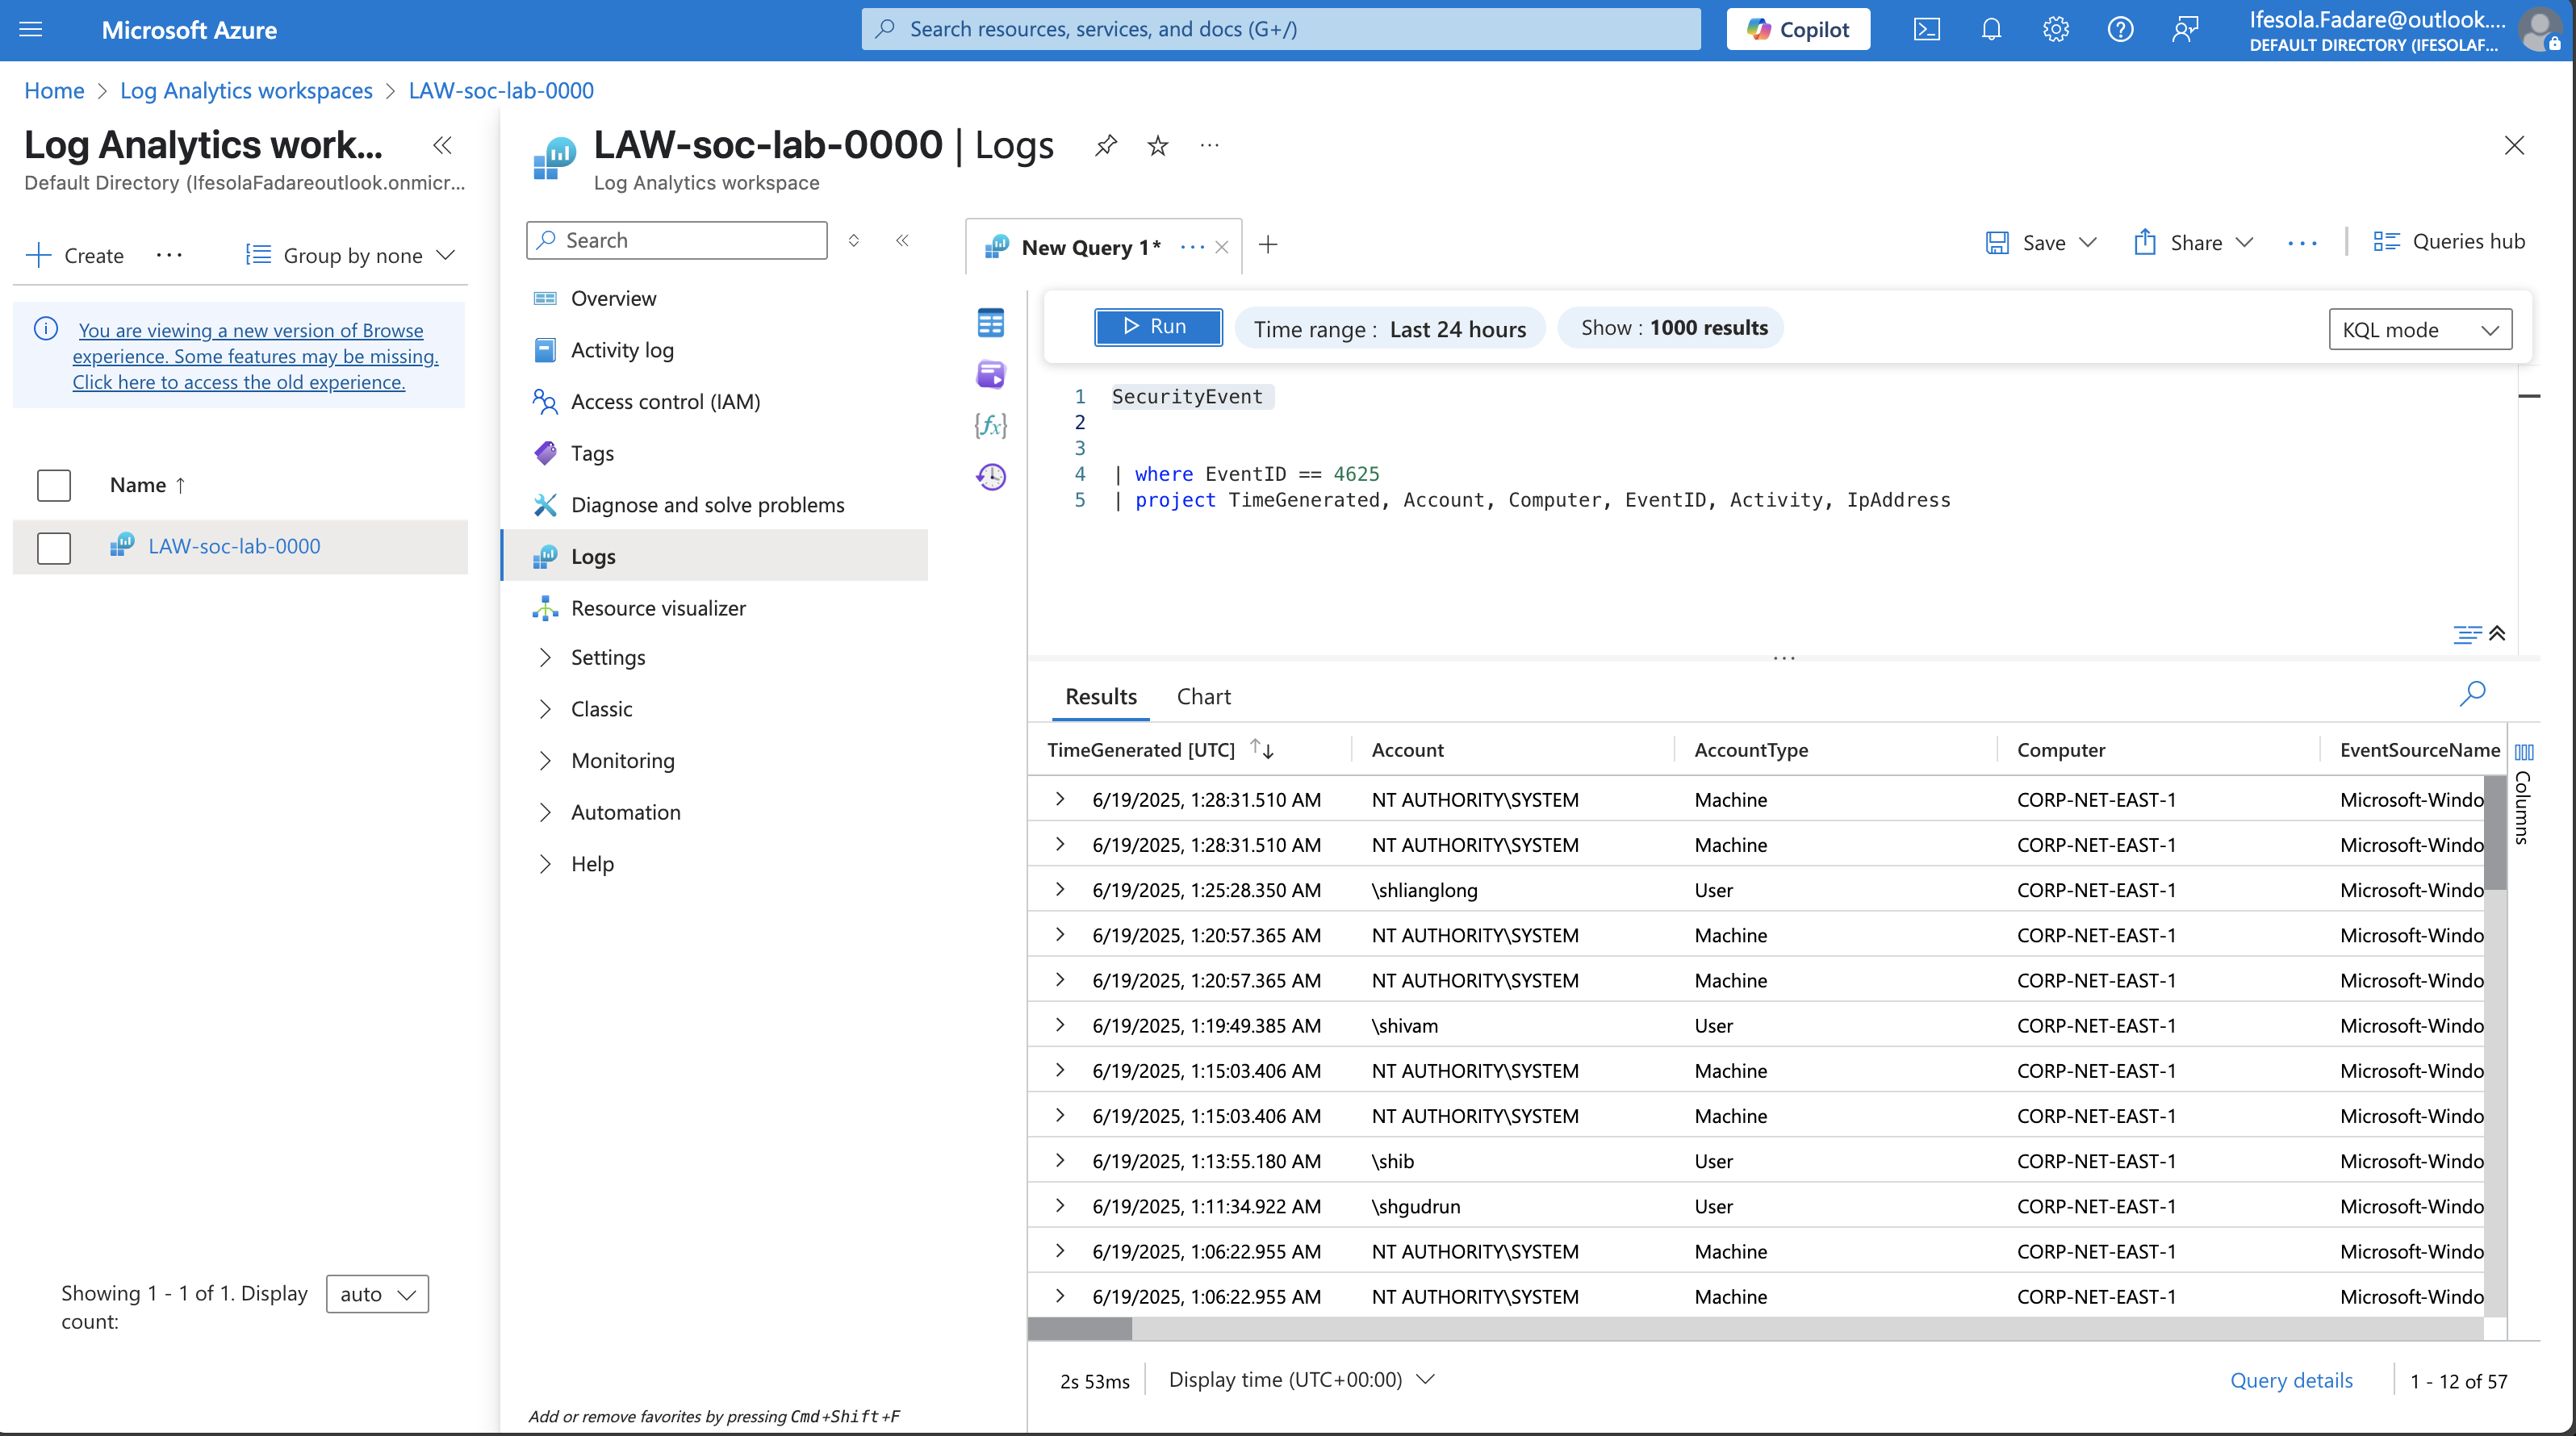 Microsoft Azure
Search resources, services, and docs (G+/)
Copilot
Ifesola.Fadare@outlook....
DEFAULT DIRECTORY (IFESOLAF...
Home > Log Analytics workspaces > LAW-soc-lab-0000
Log Analytics work...
Default Directory (IfesolaFadareoutlook.onmicr...
Create
Group by none
You are viewing a new version of Browse
experience. Some features may be missing.
Click here to access the old experience.
Name ↑
LAW-soc-lab-0000
Showing 1 - 1 of 1. Display
count:
auto
LAW-soc-lab-0000 | Logs
Log Analytics workspace
Search
Overview
Activity log
Access control (IAM)
Tags
Diagnose and solve problems
Logs
Resource visualizer
Settings
Classic
Monitoring
Automation
Help
Add or remove favorites by pressing Cmd+Shift+F
New Query 1*
Save
Share
Queries hub
Run
Time range : Last 24 hours
Show : 1000 results
KQL mode
1 SecurityEvent
2
3
4 | where EventID == 4625
5 | project TimeGenerated, Account, Computer, EventID, Activity, IpAddress
Results
Chart
TimeGenerated [UTC] ↑↓ Account AccountType Computer EventSourceName
6/19/2025, 1:28:31.510 AM NT AUTHORITY\SYSTEM Machine CORP-NET-EAST-1 Microsoft-Windo
6/19/2025, 1:28:31.510 AM NT AUTHORITY\SYSTEM Machine CORP-NET-EAST-1 Microsoft-Windo
6/19/2025, 1:25:28.350 AM \shlianglong User CORP-NET-EAST-1 Microsoft-Windo
6/19/2025, 1:20:57.365 AM NT AUTHORITY\SYSTEM Machine CORP-NET-EAST-1 Microsoft-Windo
6/19/2025, 1:20:57.365 AM NT AUTHORITY\SYSTEM Machine CORP-NET-EAST-1 Microsoft-Windo
6/19/2025, 1:19:49.385 AM \shivam User CORP-NET-EAST-1 Microsoft-Windo
6/19/2025, 1:15:03.406 AM NT AUTHORITY\SYSTEM Machine CORP-NET-EAST-1 Microsoft-Windo
6/19/2025, 1:15:03.406 AM NT AUTHORITY\SYSTEM Machine CORP-NET-EAST-1 Microsoft-Windo
6/19/2025, 1:13:55.180 AM \shib User CORP-NET-EAST-1 Microsoft-Windo
6/19/2025, 1:11:34.922 AM \shgudrun User CORP-NET-EAST-1 Microsoft-Windo
6/19/2025, 1:06:22.955 AM NT AUTHORITY\SYSTEM Machine CORP-NET-EAST-1 Microsoft-Windo
6/19/2025, 1:06:22.955 AM NT AUTHORITY\SYSTEM Machine CORP-NET-EAST-1 Microsoft-Windo
Columns
2s 53ms
Display time (UTC+00:00)
Query details
1 - 12 of 57